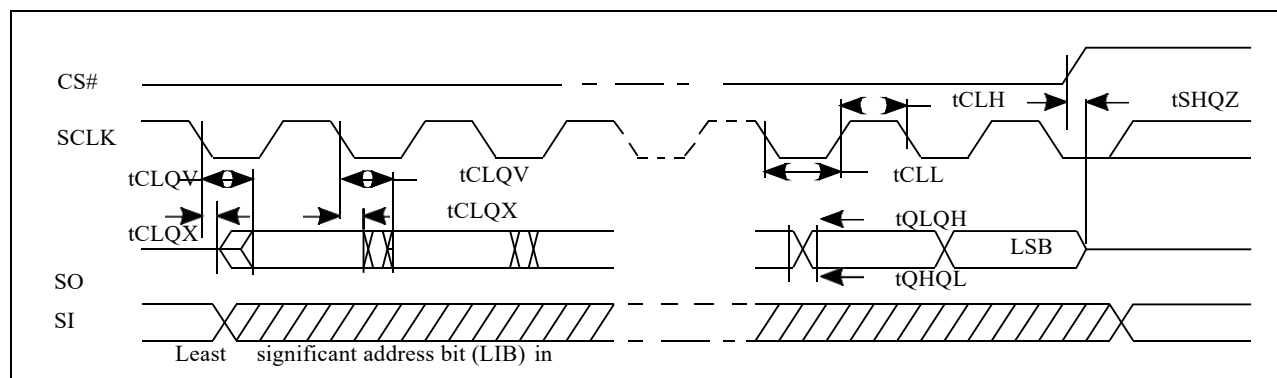 CS#
tCLH
tSHQZ
SCLK
tCLQV
tCLQV
tCLL
tCLQX
tCLQX
tQLQH
LSB
SO
tQHQL
SI
Least significant address bit (LIB) in